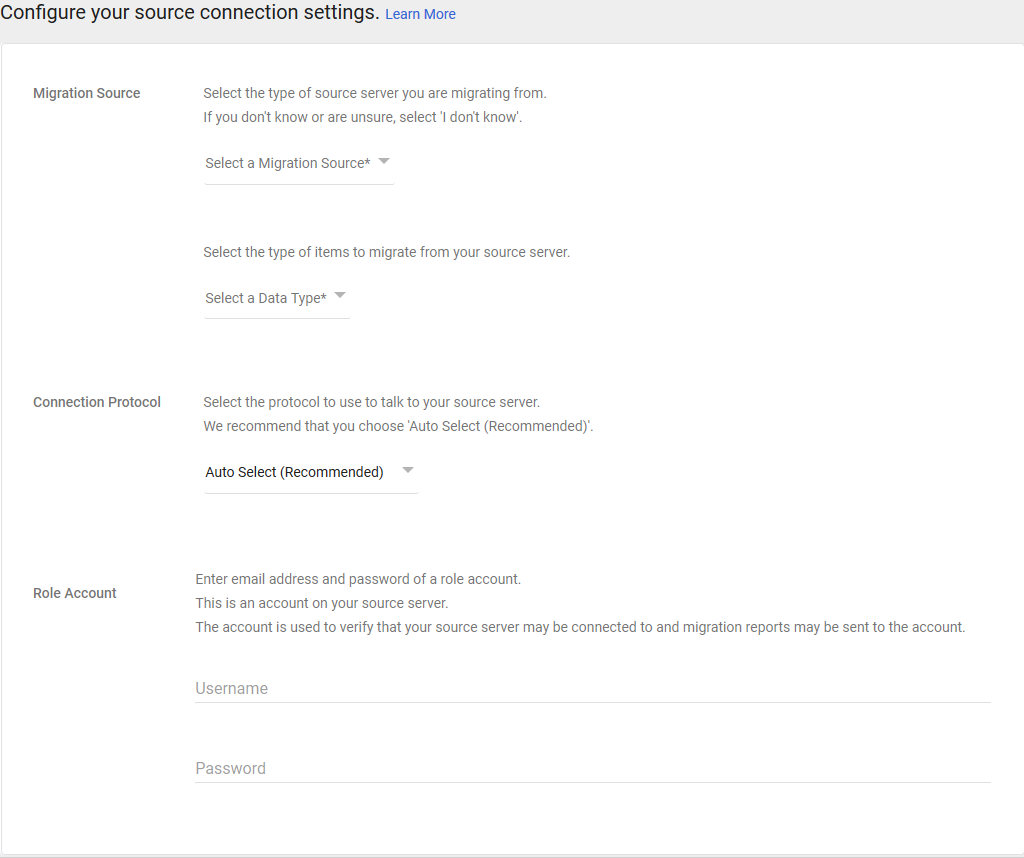 Configure your source connection settings. Learn More
Migration Source
Select the type of source server you are migrating from.
If you don't know or are unsure, select 'I don't know'.
Select a Migration Source*
Select the type of items to migrate from your source server.
Select a Data Type*
Connection Protocol
Select the protocol to use to talk to your source server.
We recommend that you choose 'Auto Select (Recommended)'.
Auto Select (Recommended)
Role Account
Enter email address and password of a role account.
This is an account on your source server.
The account is used to verify that your source server may be connected to and migration reports may be sent to the account.
Username
Password